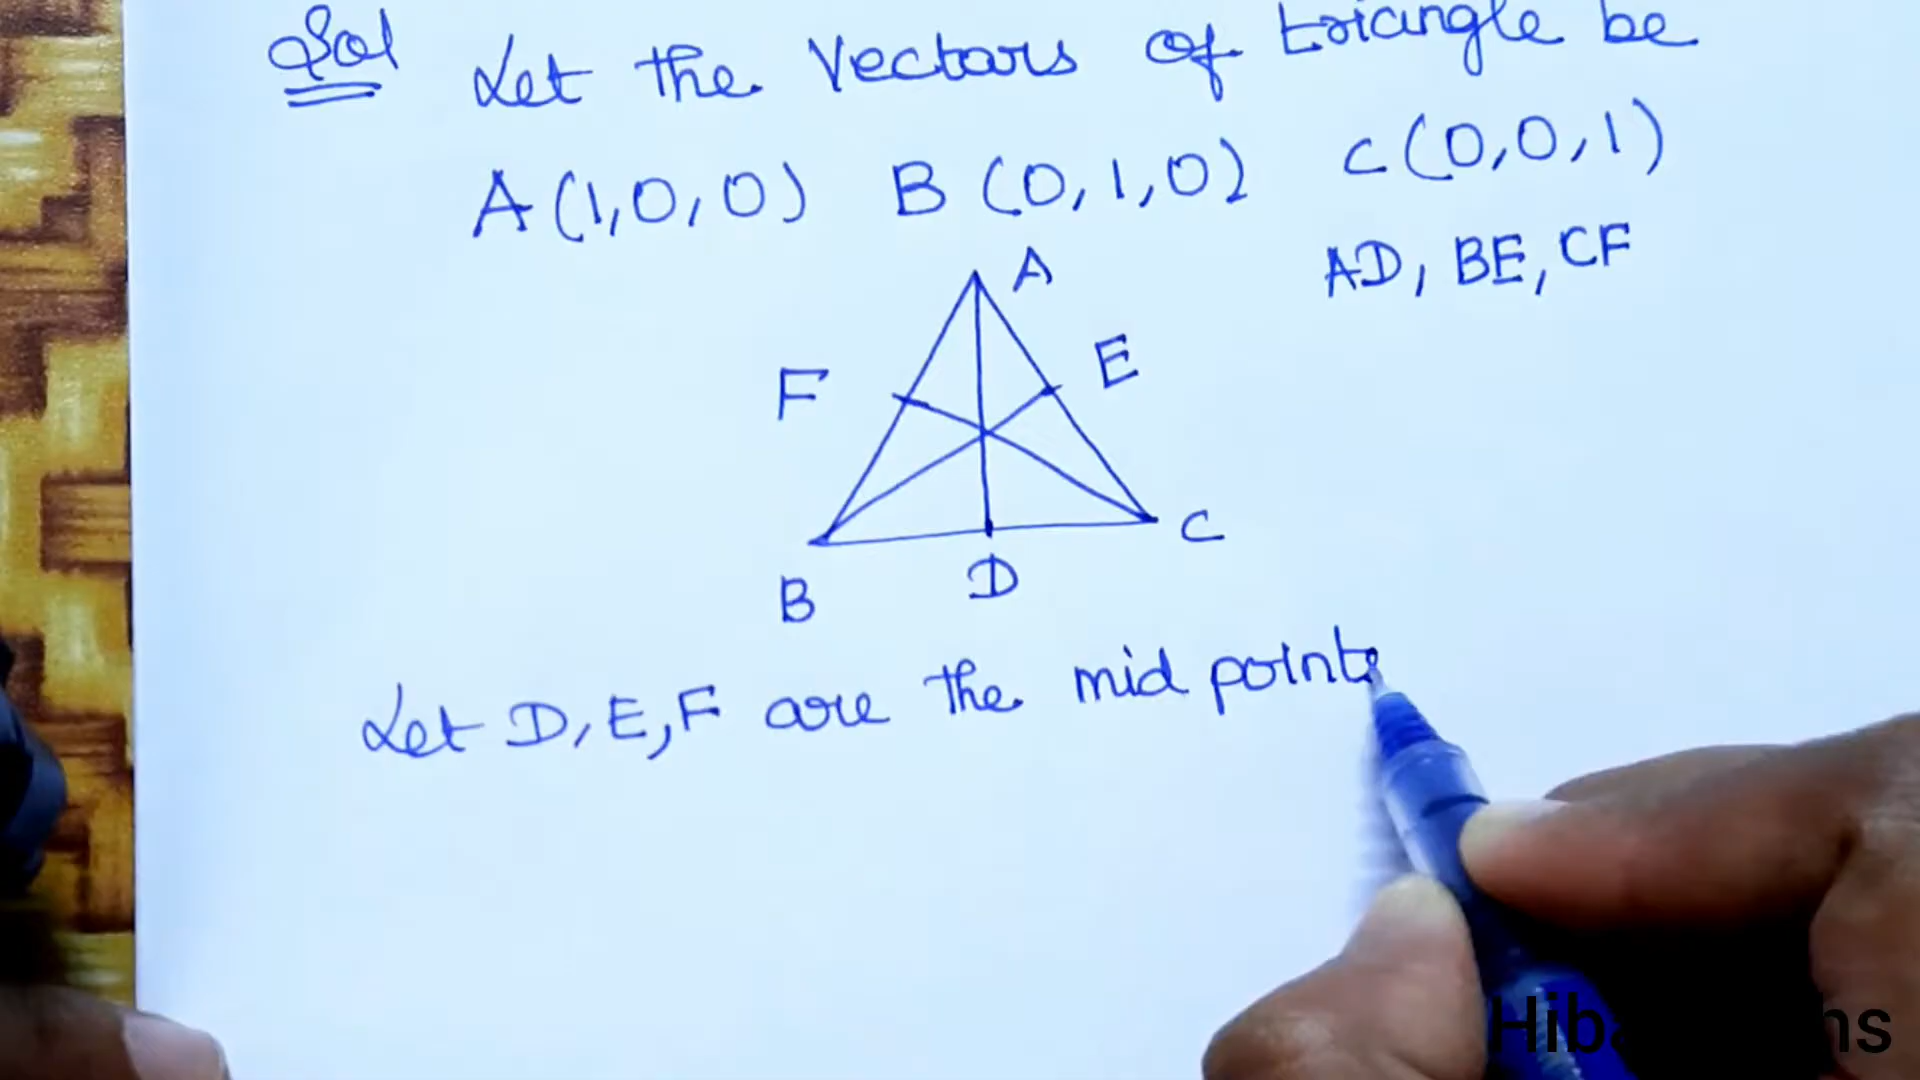 Sol Let the Vectors of triangle be
A(1,0,0) B(0,1,0) C(0,0,1)
AD, BE, CF
A
F
E
B
D
C
Let D, E, F are the mid points